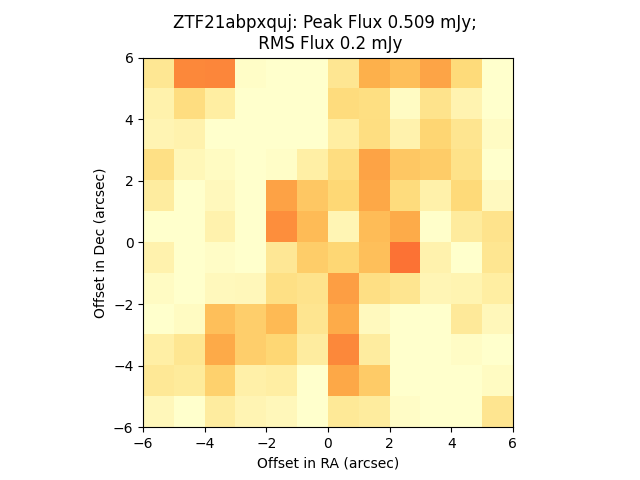 ZTF21abpxquj: Peak Flux 0.509 mJy;
RMS Flux 0.2 mJy
6
4
2
0
−2
−4
−6
Offset in Dec (arcsec)
−6 −4 −2 0 2 4 6
Offset in RA (arcsec)